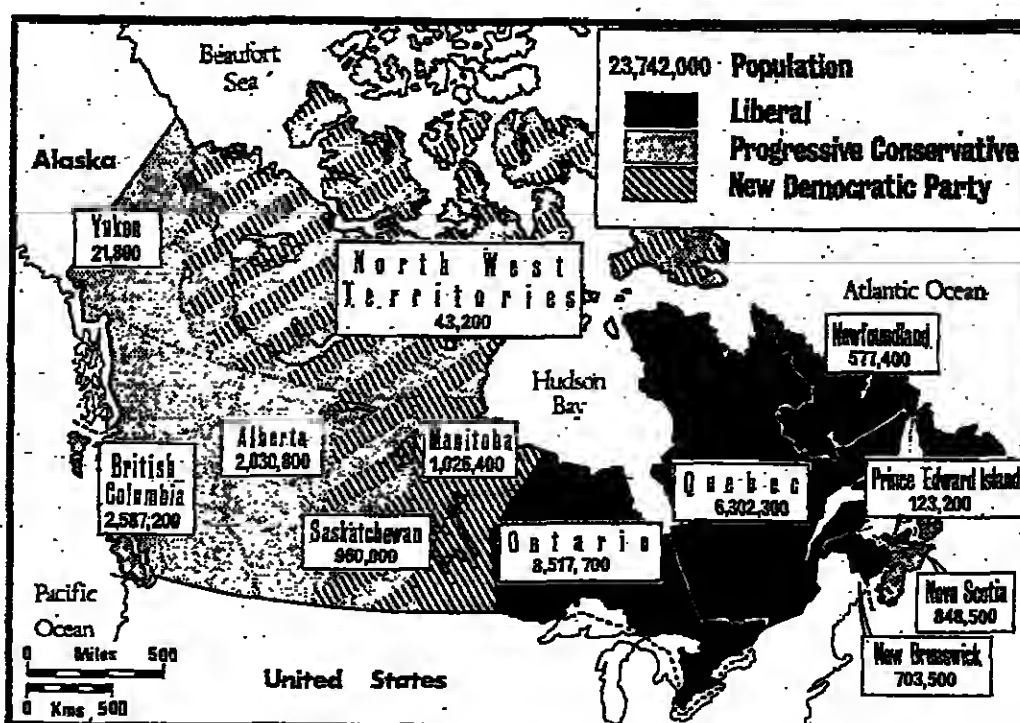 Beaufort
Sea
23,742,000 Population
Liberal
Progressive Conservative
New Democratic Party
Alaska
Yukon
21,800
North West
Territories
43,200
Atlantic Ocean
Newfoundland
577,400
Hudson
Bay
Alberta
2,030,800
Manitoba
1,026,400
British
Columbia
2,587,200
Quebec
6,302,300
Prince Edward Island
123,200
Saskatchewan
960,000
Ontario
8,517,700
Pacific
Ocean
Nova Scotia
848,500
New Brunswick
703,500
0 Miles 500
0 Kms 500
United States